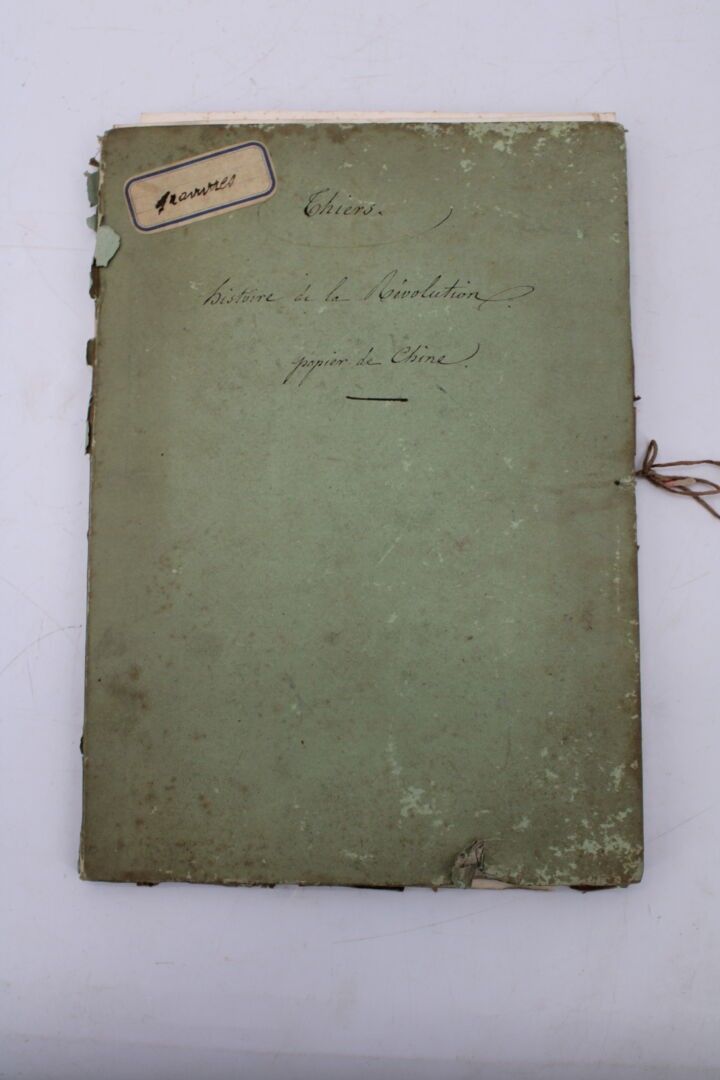 gravures
Thiers.
histoire de la Révolution.
papier de Chine.